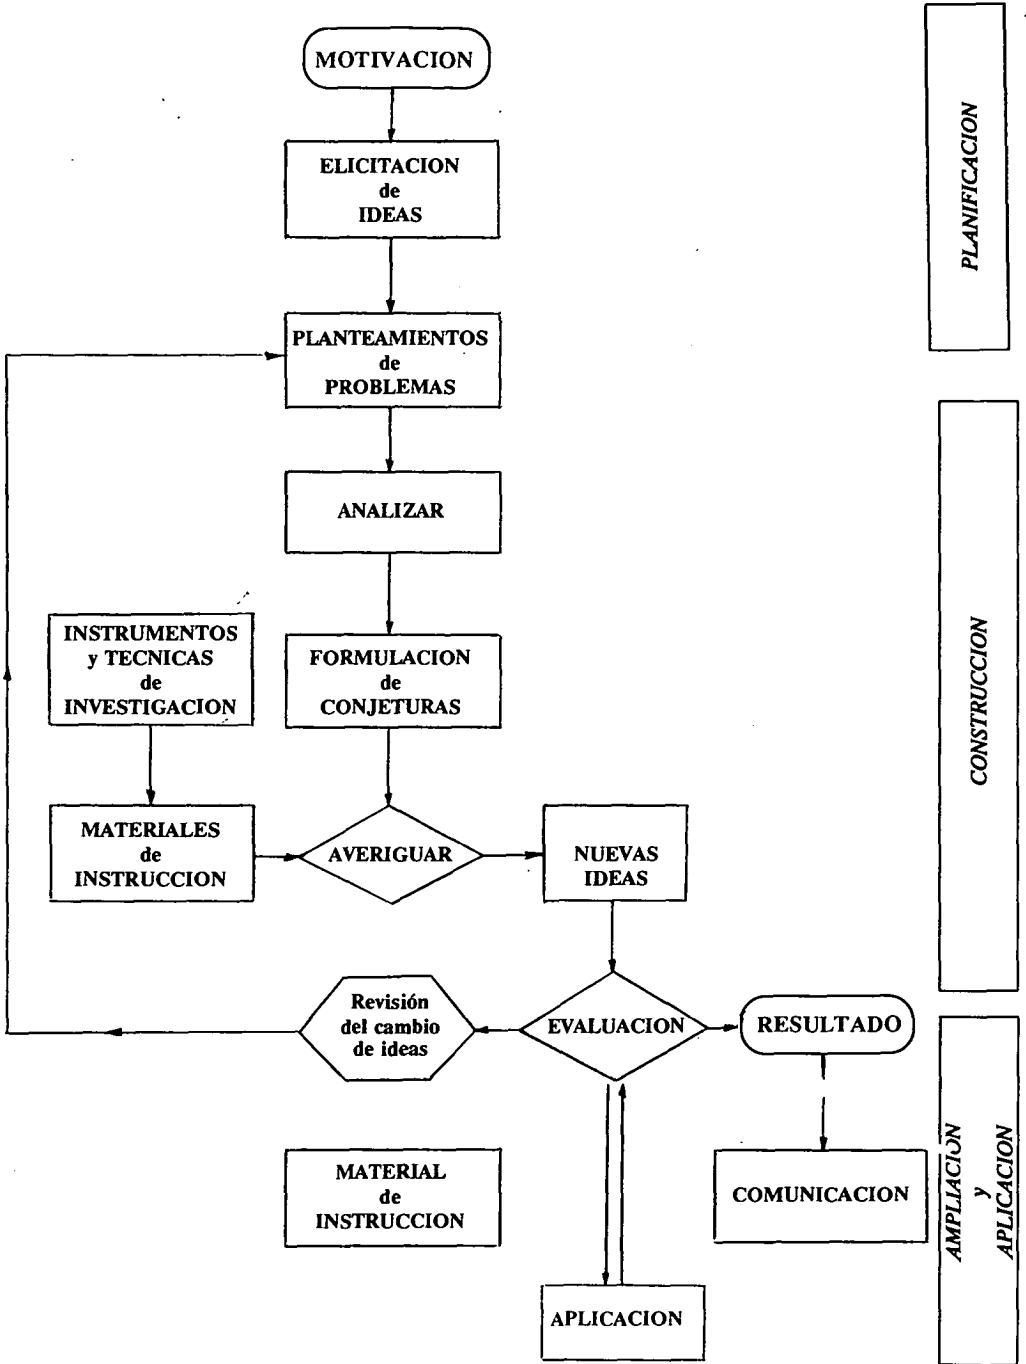 MOTIVACION
ELICITACION
de
IDEAS
PLANTEAMIENTOS
de
PROBLEMAS
ANALIZAR
INSTRUMENTOS
y TECNICAS
de
INVESTIGACION
FORMULACION
de
CONJETURAS
MATERIALES
de
INSTRUCCION
AVERIGUAR
NUEVAS
IDEAS
Revisión
del cambio
de ideas
EVALUACION
RESULTADO
MATERIAL
de
INSTRUCCION
COMUNICACION
APLICACION
PLANIFICACION
CONSTRUCCION
AMPLIACION
y
APLICACION